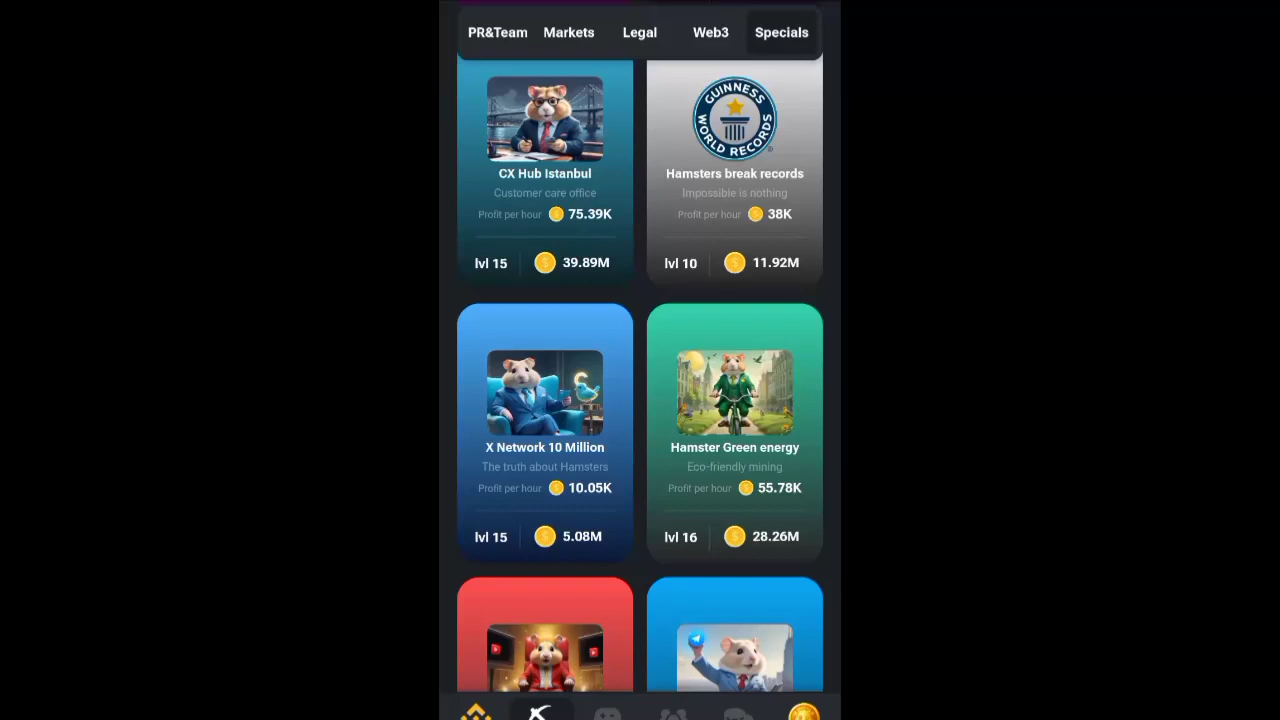 PR&Team Markets Legal Web3 Specials
GUINNESS
WORLD RECORDS
CX Hub Istanbul
Customer care office
Profit per hour 75.39K
lvl 15 39.89M
Hamsters break records
Impossible is nothing
Profit per hour 38K
lvl 10 11.92M
X Network 10 Million
The truth about Hamsters
Profit per hour 10.05K
lvl 15 5.08M
Hamster Green energy
Eco-friendly mining
Profit per hour 55.78K
lvl 16 28.26M